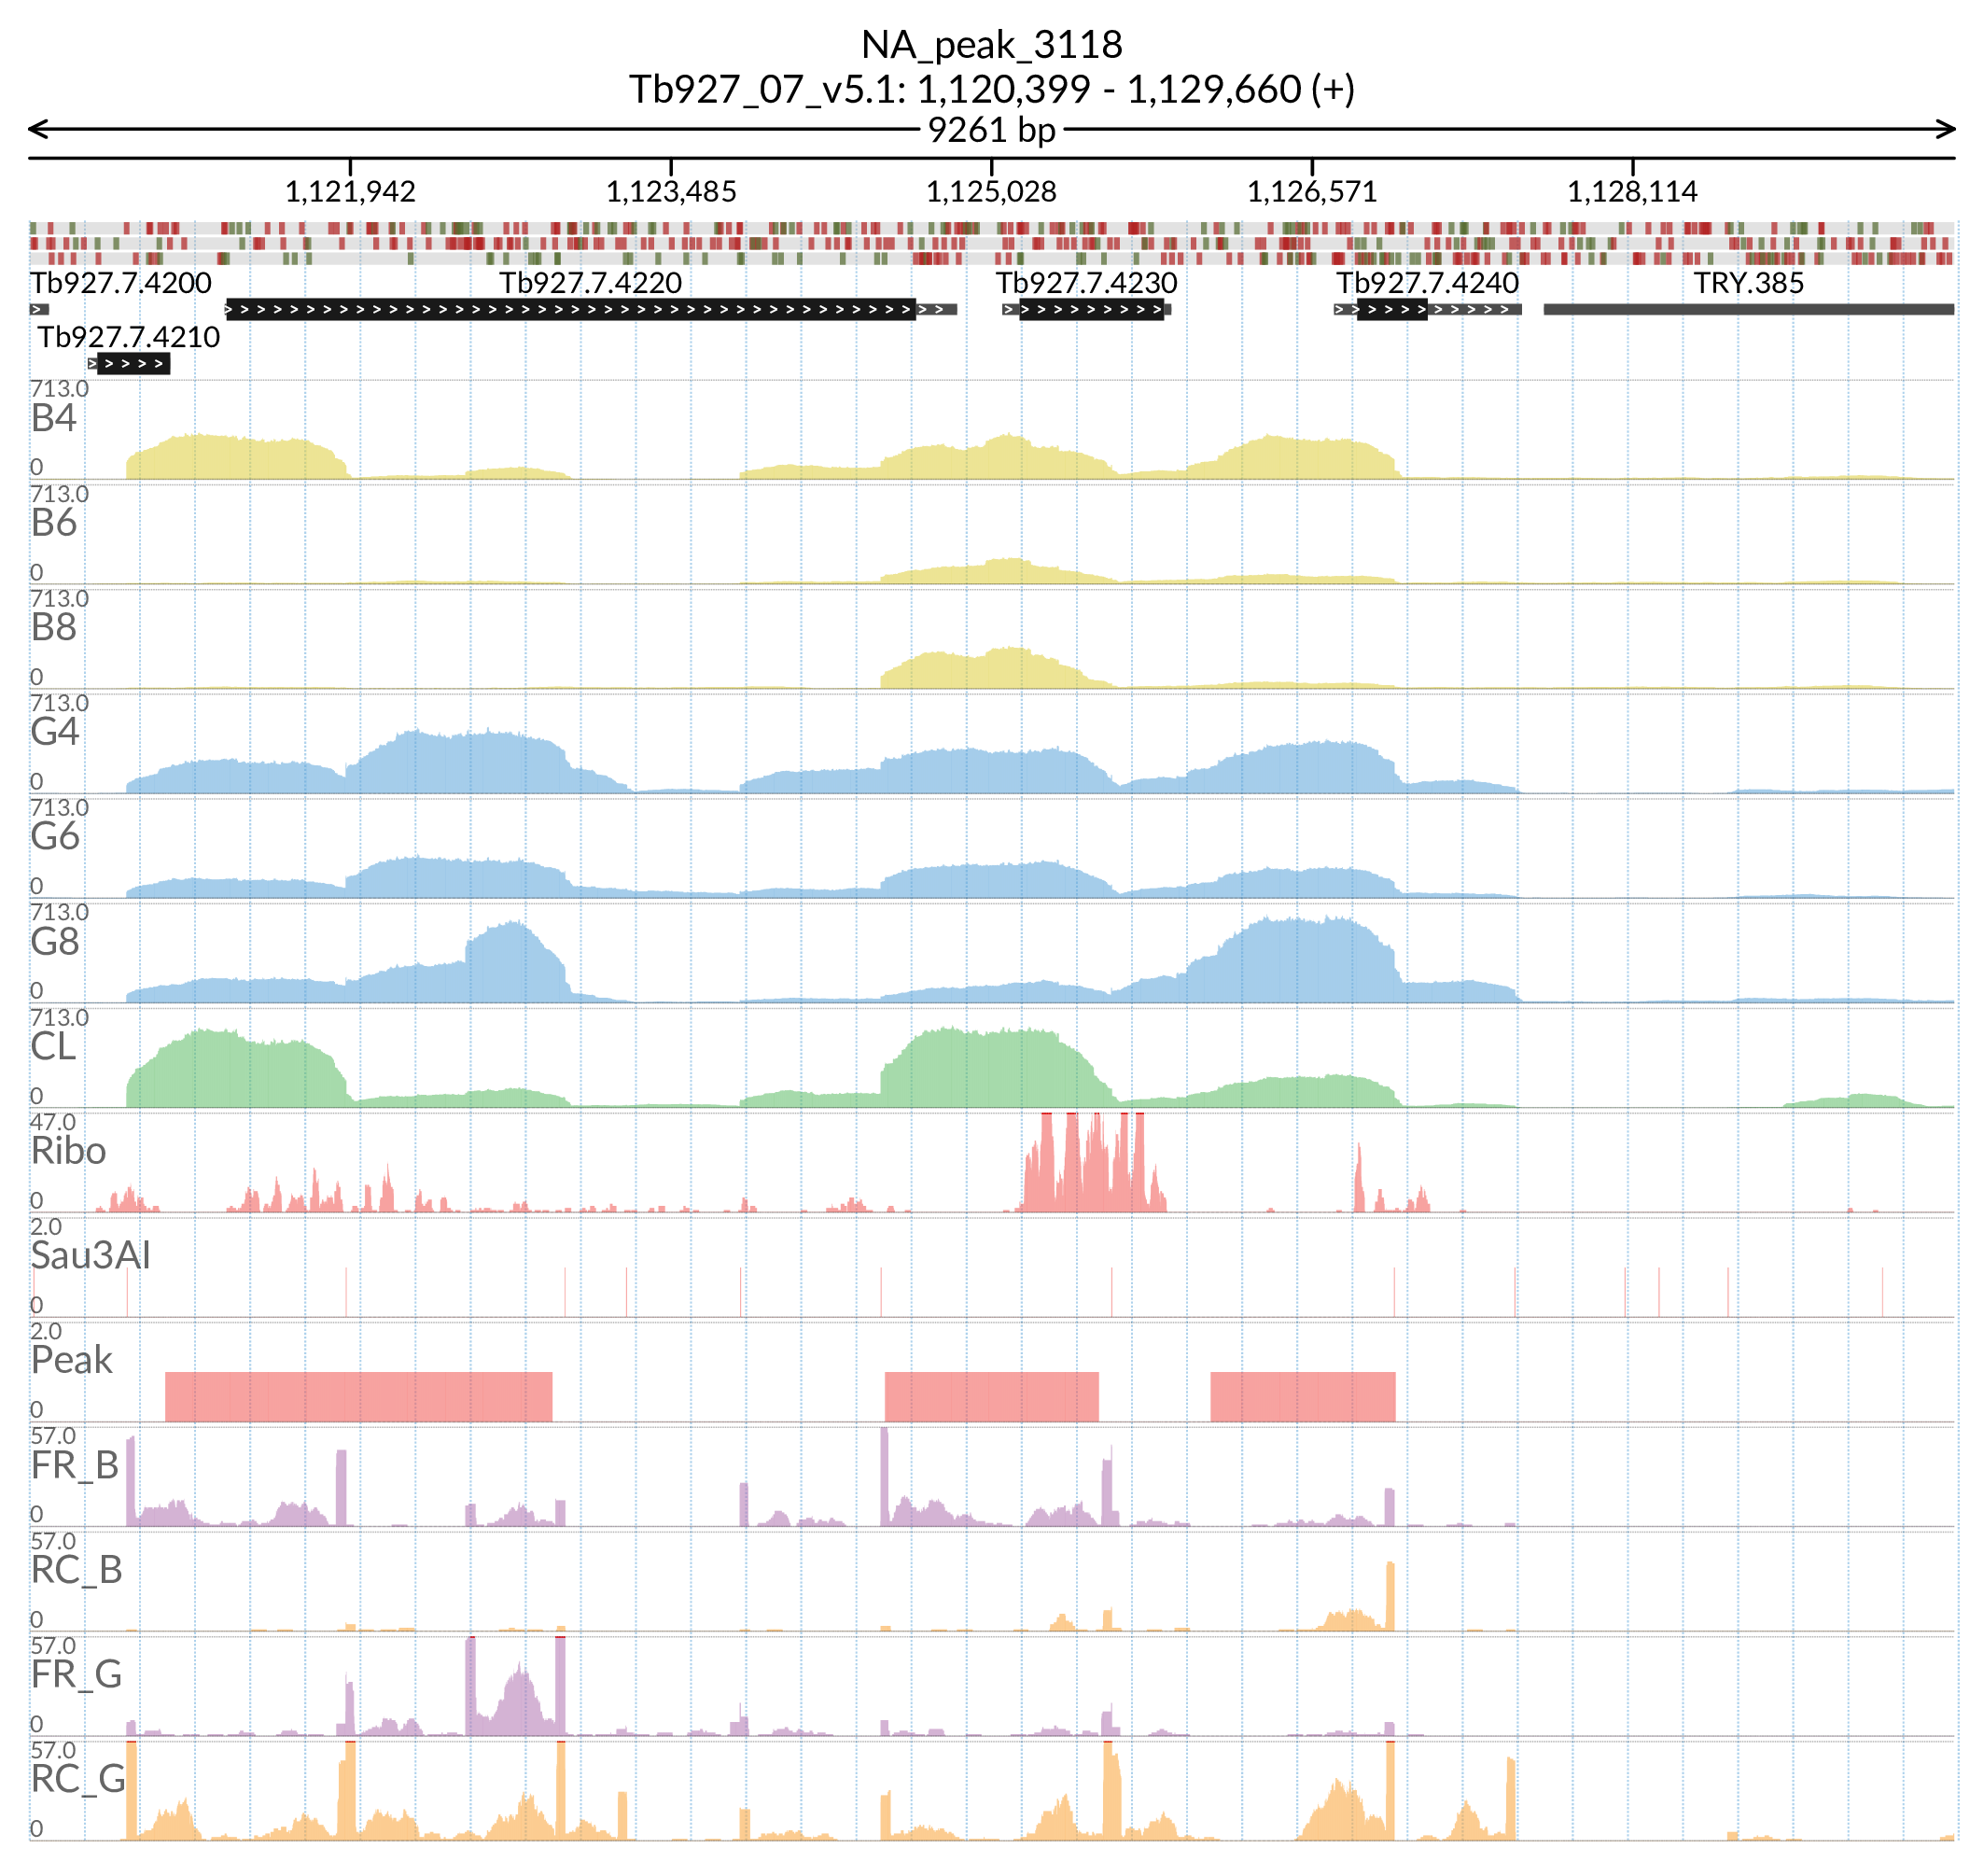 NA_peak_3118
Tb927_07_v5.1: 1,120,399 - 1,129,660 (+)
9261 bp
1,121,942 1,123,485 1,125,028 1,126,571 1,128,114
Tb927.7.4200 Tb927.7.4220 Tb927.7.4230 Tb927.7.4240 TRY.385
Tb927.7.4210
713.0
B4
0
713.0
B6
0
713.0
B8
0
713.0
G4
0
713.0
G6
0
713.0
G8
0
713.0
CL
0
47.0
Ribo
0
2.0
Sau3AI
0
2.0
Peak
0
57.0
FR_B
0
57.0
RC_B
0
57.0
FR_G
0
57.0
RC_G
0